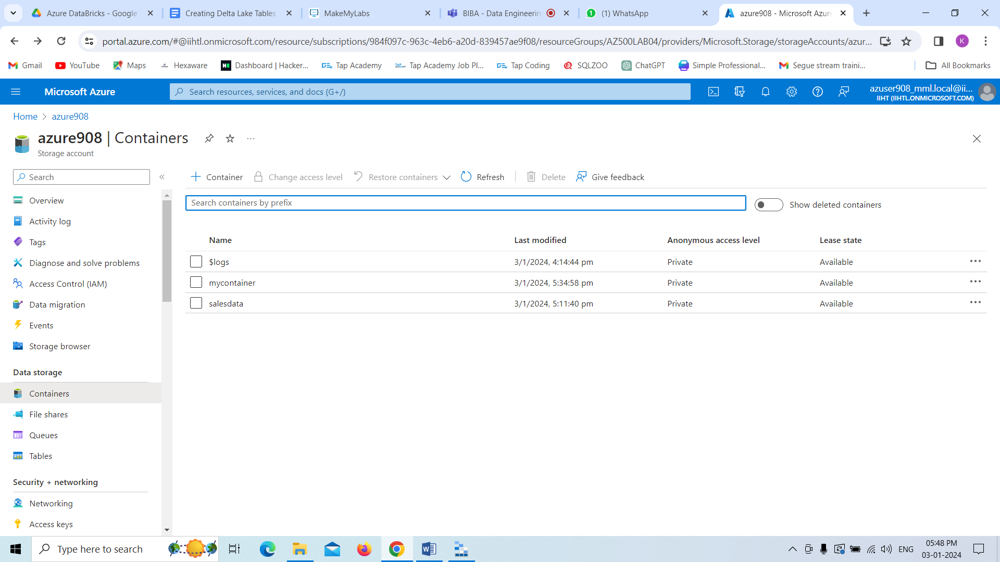 Azure DataBricks - Google
Creating Delta Lake Tables
MakeMyLabs
BIBA - Data Engineerin
(1) WhatsApp
azure908 - Microsoft Azure
portal.azure.com/#@iihtl.onmicrosoft.com/resource/subscriptions/984f097c-963c-4eb6-a20d-839457ae9f08/resourceGroups/AZ500LAB04/providers/Microsoft.Storage/storageAccounts/azur...
K
Gmail
YouTube
Maps
Hexaware
Dashboard | Hacker...
Tap Academy
Tap Academy Job Pl...
Tap Coding
SQLZOO
ChatGPT
Simple Professional...
Segue stream traini...
All Bookmarks
Microsoft Azure
Search resources, services, and docs (G+/)
azuser908_mml.local@ii...
IIHT (IIHTL.ONMICROSOFT.COM)
Home > azure908
azure908 | Containers
Storage account
Search
Container
Change access level
Restore containers
Refresh
Delete
Give feedback
Search containers by prefix
Show deleted containers
Overview
Activity log
Tags
Diagnose and solve problems
Access Control (IAM)
Data migration
Events
Storage browser
Data storage
Containers
File shares
Queues
Tables
Security + networking
Networking
Access keys
Name Last modified Anonymous access level Lease state
$logs 3/1/2024, 4:14:44 pm Private Available
mycontainer 3/1/2024, 5:34:58 pm Private Available
salesdata 3/1/2024, 5:11:40 pm Private Available
Type here to search
ENG
05:48 PM
03-01-2024